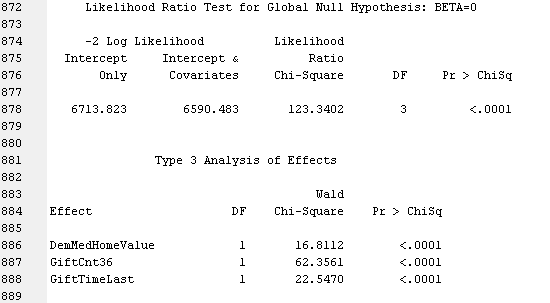 872 Likelihood Ratio Test for Global Null Hypothesis: BETA=0
873
874 -2 Log Likelihood Likelihood
875 Intercept Intercept & Ratio
876 Only Covariates Chi-Square DF Pr > ChiSq
877
878 6713.823 6590.483 123.3402 3 <.0001
879
880
881 Type 3 Analysis of Effects
882
883 Wald
884 Effect DF Chi-Square Pr > ChiSq
885
886 DemMedHomeValue 1 16.8112 <.0001
887 GiftCnt36 1 62.3561 <.0001
888 GiftTimeLast 1 22.5470 <.0001
889